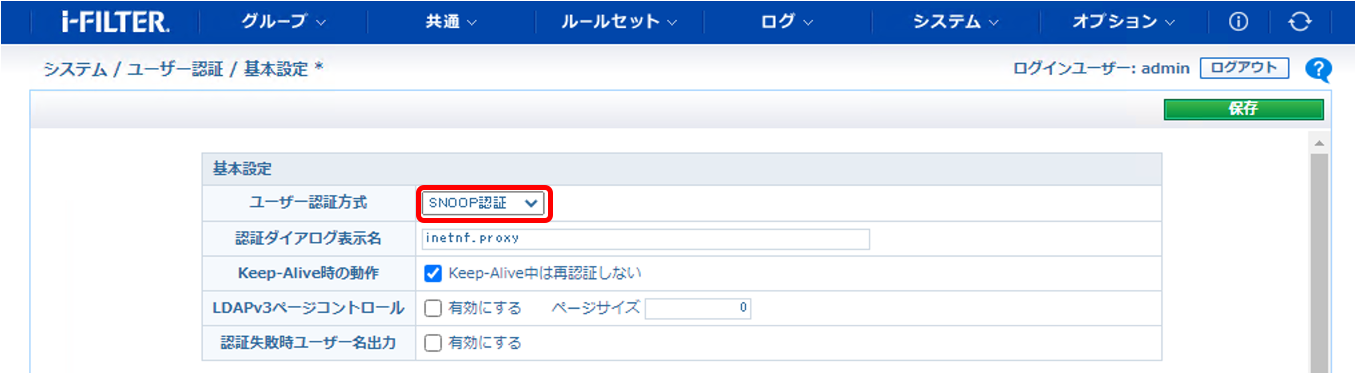 i-FILTER. グループ 共通 ルールセット ログ システム オプション
システム / ユーザー認証 / 基本設定 * ログインユーザー: admin ログアウト ?
保存
基本設定
ユーザー認証方式 SNOOP認証
認証ダイアログ表示名 inetnf.proxy
Keep-Alive時の動作 Keep-Alive中は再認証しない
LDAPv3ページコントロール 有効にする ページサイズ 0
認証失敗時ユーザー名出力 有効にする